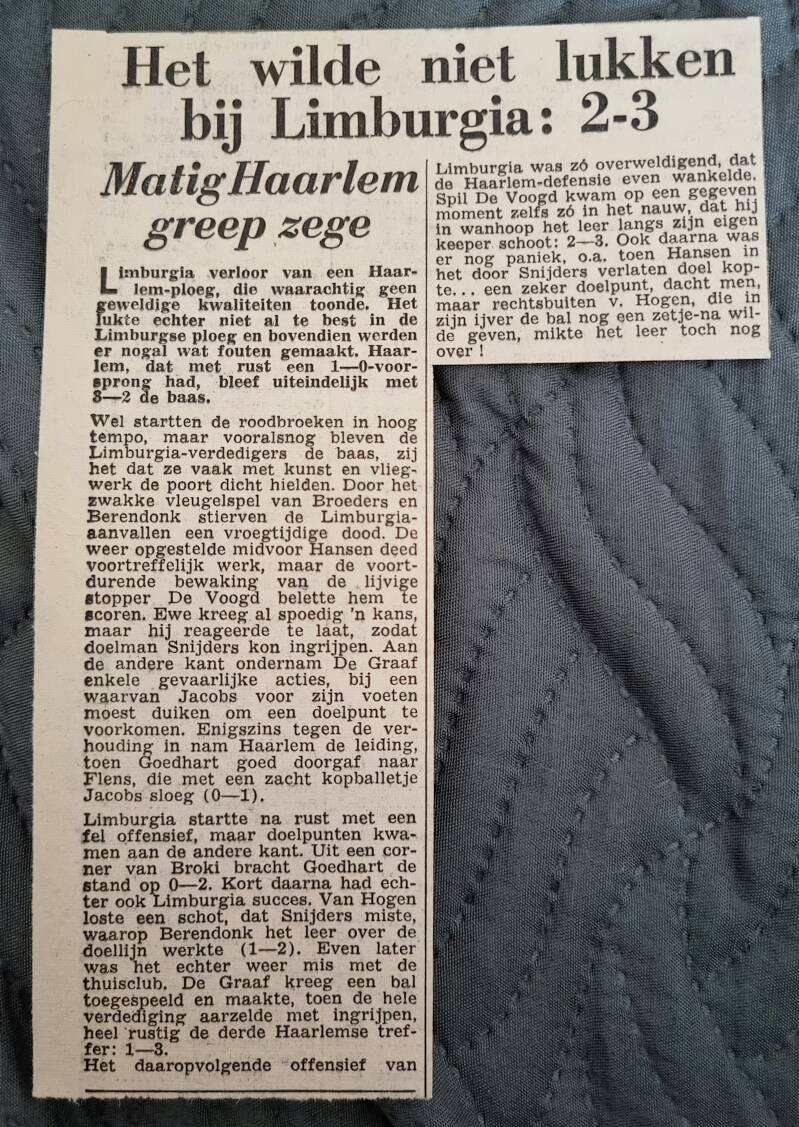 Het wilde niet lukken
bij Limburgia: 2-3
Matig Haarlem
greep zege
Limburgia verloor van een Haar-
lem-ploeg, die waarachtig geen
geweldige kwaliteiten toonde. Het
lukte echter niet al te best in de
Limburgse ploeg en bovendien werden
er nogal wat fouten gemaakt. Haar-
lem, dat met rust een 1—0-voor-
sprong had, bleef uiteindelijk met
3—2 de baas.
Wel startten de roodbroeken in hoog
tempo, maar vooralsnog bleven de
Limburgia-verdedigers de baas, zij
het dat ze vaak met kunst en vlieg-
werk de poort dicht hielden. Door het
zwakke vleugelspel van Broeders en
Berendonk stierven de Limburgia-
aanvallen een vroegtijdige dood. De
weer opgestelde midvoor Hansen deed
voortreffelijk werk, maar de voort-
durende bewaking van de lijvige
stopper De Voogd belette hem te
scoren. Ewe kreeg al spoedig 'n kans,
maar hij reageerde te laat, zodat
doelman Snijders kon ingrijpen. Aan
de andere kant ondernam De Graaf
enkele gevaarlijke acties, bij een
waarvan Jacobs voor zijn voeten
moest duiken om een doelpunt te
voorkomen. Enigszins tegen de ver-
houding in nam Haarlem de leiding,
toen Goedhart goed doorgaf naar
Flens, die met een zacht kopballetje
Jacobs sloeg (0—1).
Limburgia startte na rust met een
fel offensief, maar doelpunten kwa-
men aan de andere kant. Uit een cor-
ner van Broki bracht Goedhart de
stand op 0—2. Kort daarna had ech-
ter ook Limburgia succes. Van Hogen
loste een schot, dat Snijders miste,
waarop Berendonk het leer over de
doellijn werkte (1—2). Even later
was het echter weer mis met de
thuisclub. De Graaf kreeg een bal
toegespeeld en maakte, toen de hele
verdediging aarzelde met ingrijpen,
heel rustig de derde Haarlemse tref-
fer: 1—3.
Het daaropvolgende offensief van
Limburgia was zó overweldigend, dat
de Haarlem-defensie even wankelde.
Spil De Voogd kwam op een gegeven
moment zelfs zó in het nauw, dat hij
in wanhoop het leer langs zijn eigen
keeper schoot: 2—3. Ook daarna was
er nog paniek, o.a. toen Hansen in
het door Snijders verlaten doel kop-
te... een zeker doelpunt, dacht men,
maar rechtsbuiten v. Hogen, die in
zijn ijver de bal nog een zetje-na wil-
de geven, mikte het leer toch nog
over !